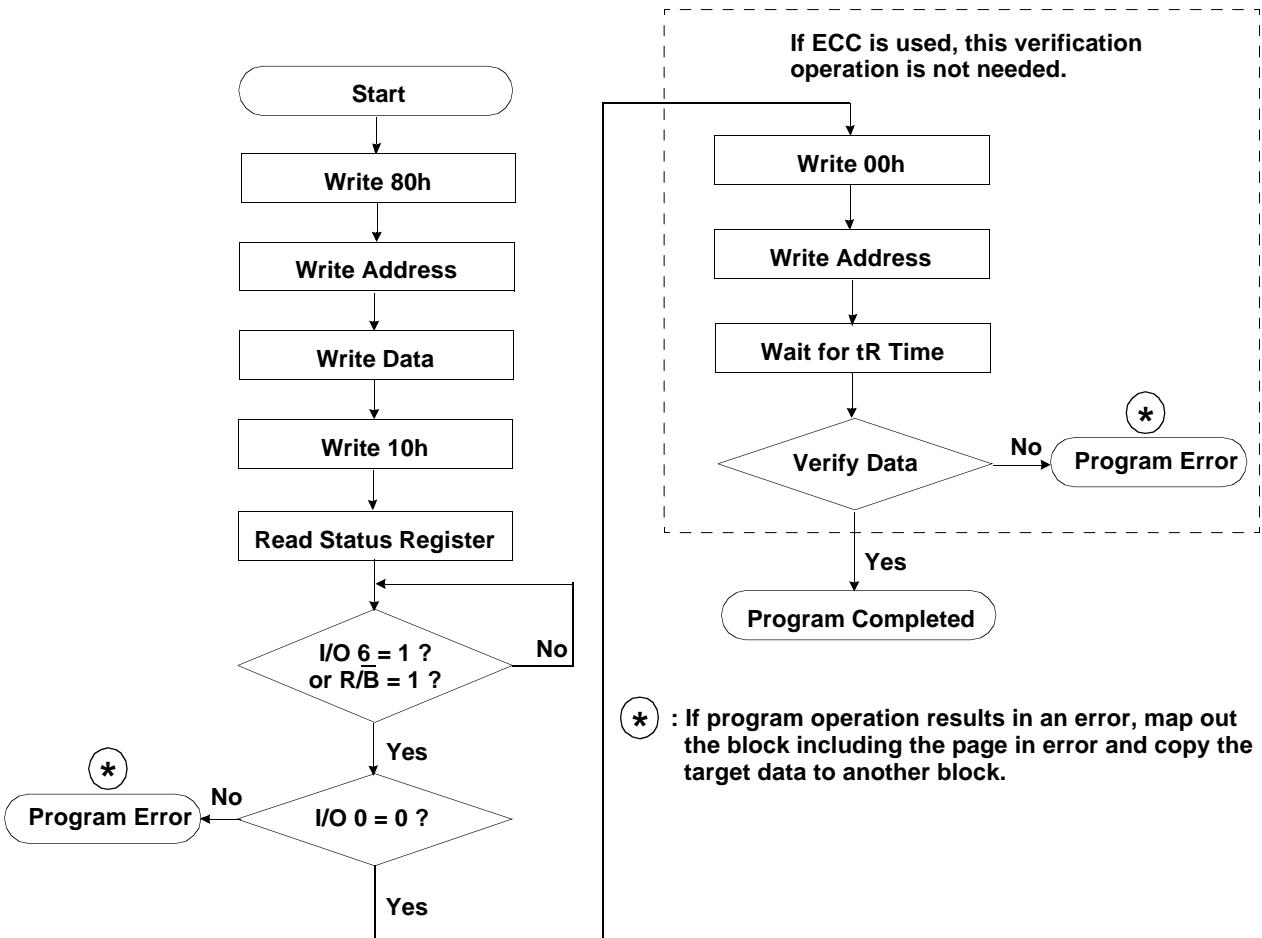 Start
Write 80h
Write Address
Write Data
Write 10h
Read Status Register
I/O 6 = 1 ?
or R/B̅ = 1 ?
No
Yes
*
No
Program Error
I/O 0 = 0 ?
Yes
If ECC is used, this verification
operation is not needed.
Write 00h
Write Address
Wait for tR Time
Verify Data
No
*
Program Error
Yes
Program Completed
* : If program operation results in an error, map out
the block including the page in error and copy the
target data to another block.